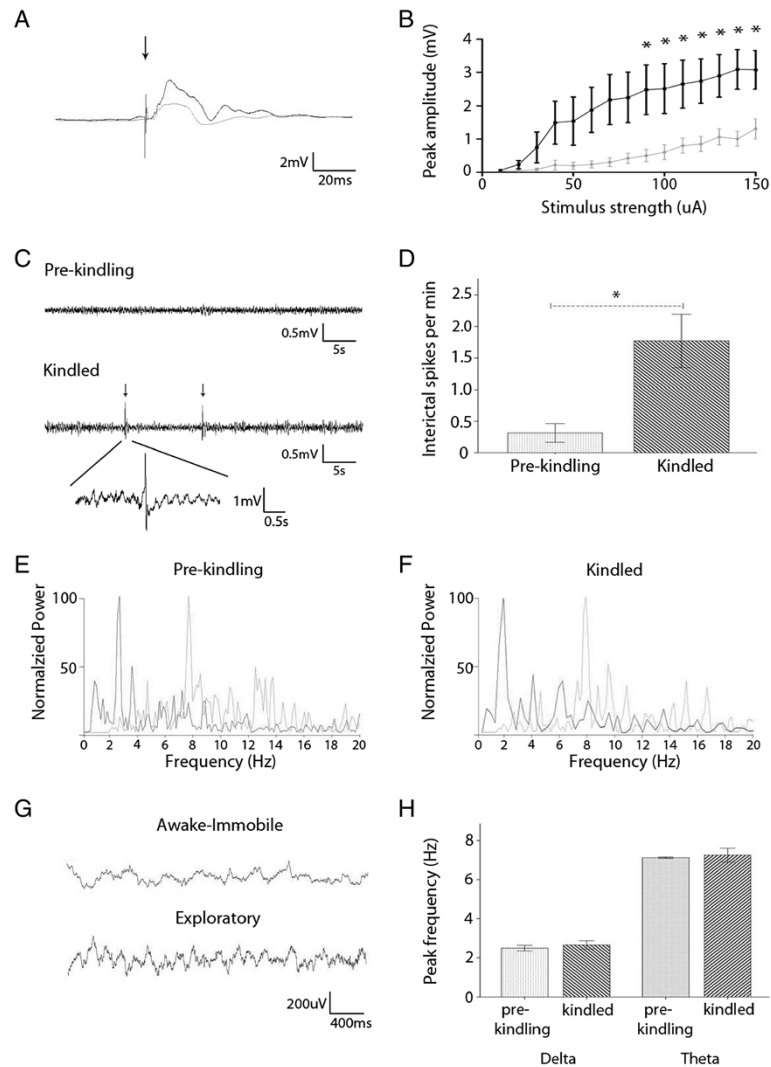 A
2mV
20ms
B
Peak amplitude (mV)
4
3
2
1
0
* * * * * * *
0 50 100 150
Stimulus strength (uA)
C
Pre-kindling
0.5mV
5s
Kindled
0.5mV
5s
1mV
0.5s
D
Interictal spikes per min
2.5
2.0
1.5
1.0
0.5
0
*
Pre-kindling Kindled
E
Pre-kindling
Normalzied Power
100
50
0 2 4 6 8 10 12 14 16 18 20
Frequency (Hz)
F
Kindled
Normalzied Power
100
50
0 2 4 6 8 10 12 14 16 18 20
Frequency (Hz)
G
Awake-Immobile
Exploratory
200uV
400ms
H
Peak frequency (Hz)
8
6
4
2
0
pre-
kindling
kindled
pre-
kindling
kindled
Delta Theta